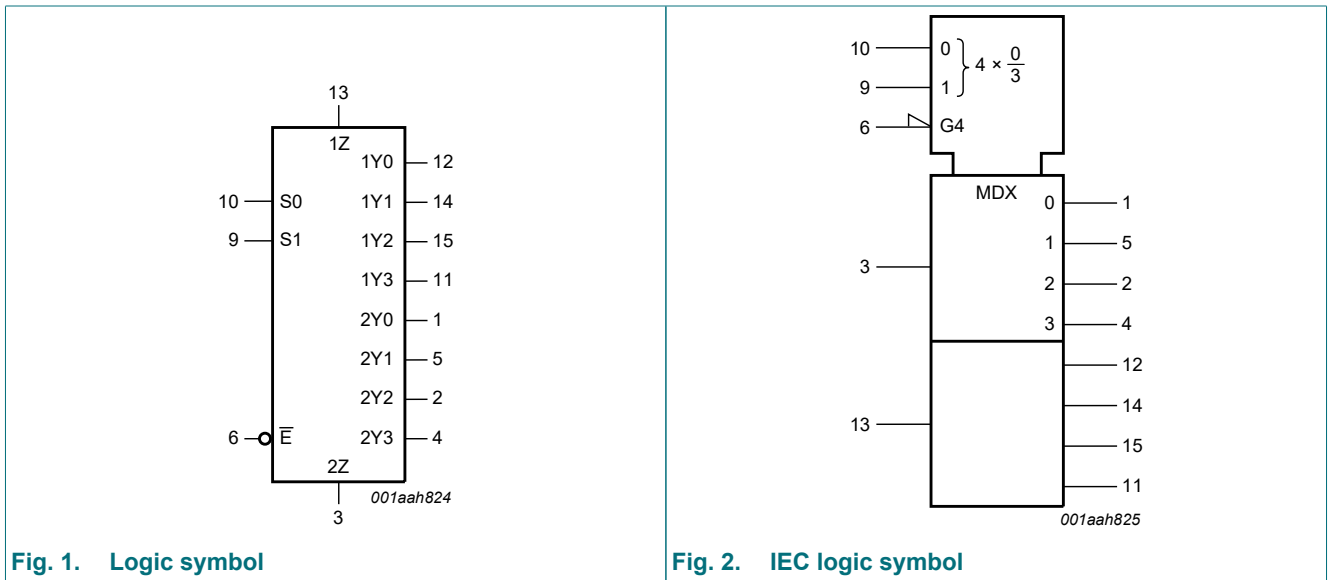 13
1Z
1Y0 12
1Y1 14
10 S0
1Y2 15
9 S1
1Y3 11
2Y0 1
2Y1 5
2Y2 2
6 E̅ 2Y3 4
2Z
001aah824
3
Fig. 1. Logic symbol
10 0
4 × 0/3
9 1
6 G4
MDX
0 1
1 5
3
2 2
3 4
12
14
13
15
11
001aah825
Fig. 2. IEC logic symbol